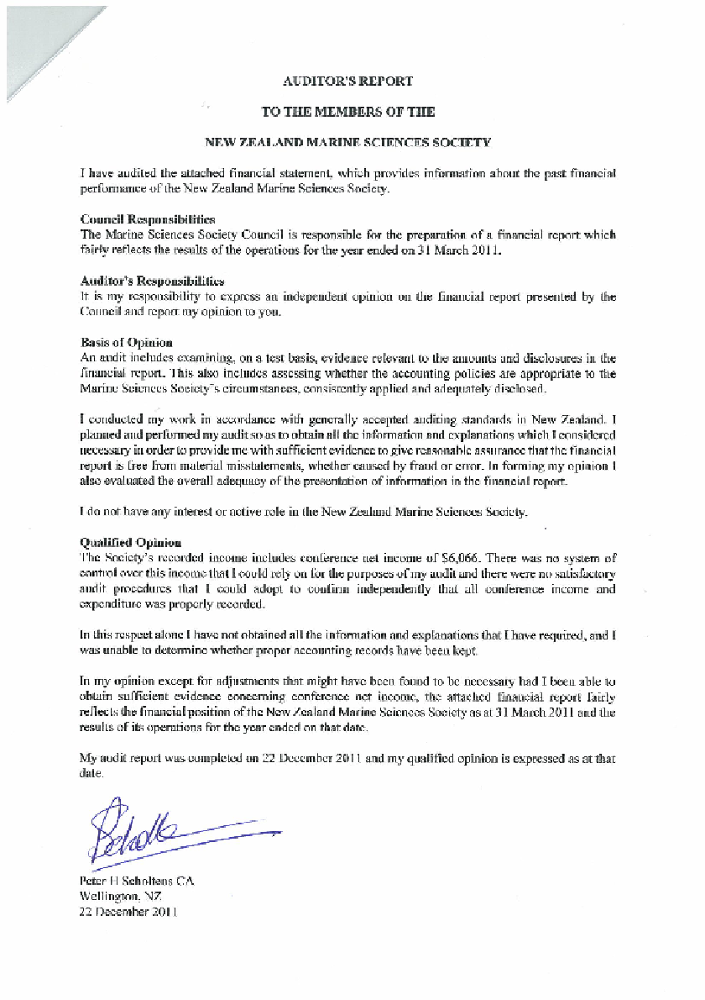 AUDITOR'S REPORT
TO THE MEMBERS OF THE
NEW ZEALAND MARINE SCIENCES SOCIETY
I have audited the attached financial statement, which provides information about the past financial
performance of the New Zealand Marine Sciences Society.
Council Responsibilities
The Marine Sciences Society Council is responsible for the preparation of a financial report which
fairly reflects the results of the operations for the year ended on 31 March 2011.
Auditor's Responsibilities
It is my responsibility to express an independent opinion on the financial report presented by the
Council and report my opinion to you.
Basis of Opinion
An audit includes examining, on a test basis, evidence relevant to the amounts and disclosures in the
financial report. This also includes assessing whether the accounting policies are appropriate to the
Marine Sciences Society's circumstances, consistently applied and adequately disclosed.
I conducted my work in accordance with generally accepted auditing standards in New Zealand. I
planned and performed my audit so as to obtain all the information and explanations which I considered
necessary in order to provide me with sufficient evidence to give reasonable assurance that the financial
report is free from material misstatements, whether caused by fraud or error. In forming my opinion I
also evaluated the overall adequacy of the presentation of information in the financial report.
I do not have any interest or active role in the New Zealand Marine Sciences Society.
Qualified Opinion
The Society's recorded income includes conference net income of $6,066. There was no system of
control over this income that I could rely on for the purposes of my audit and there were no satisfactory
audit procedures that I could adopt to confirm independently that all conference income and
expenditure was properly recorded.
In this respect alone I have not obtained all the information and explanations that I have required, and I
was unable to determine whether proper accounting records have been kept.
In my opinion except for adjustments that might have been found to be necessary had I been able to
obtain sufficient evidence concerning conference net income, the attached financial report fairly
reflects the financial position of the New Zealand Marine Sciences Society as at 31 March 2011 and the
results of its operations for the year ended on that date.
My audit report was completed on 22 December 2011 and my qualified opinion is expressed as at that
date.
Peter H Scholtens CA
Wellington, NZ
22 December 2011